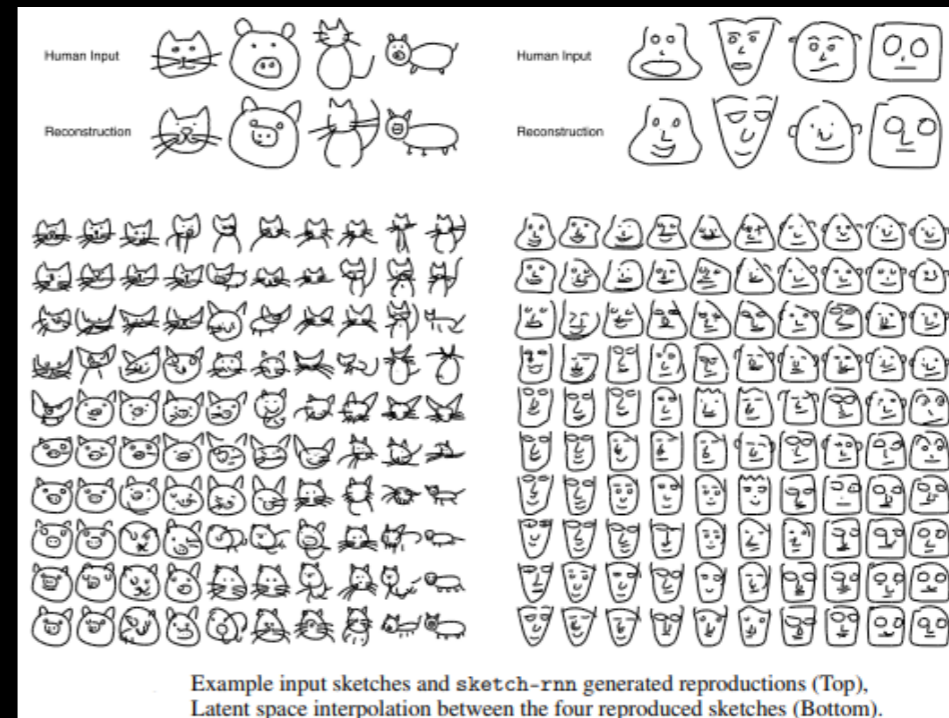 Human Input
Human Input
Reconstruction
Reconstruction
Example input sketches and sketch-rnn generated reproductions (Top),
Latent space interpolation between the four reproduced sketches (Bottom).